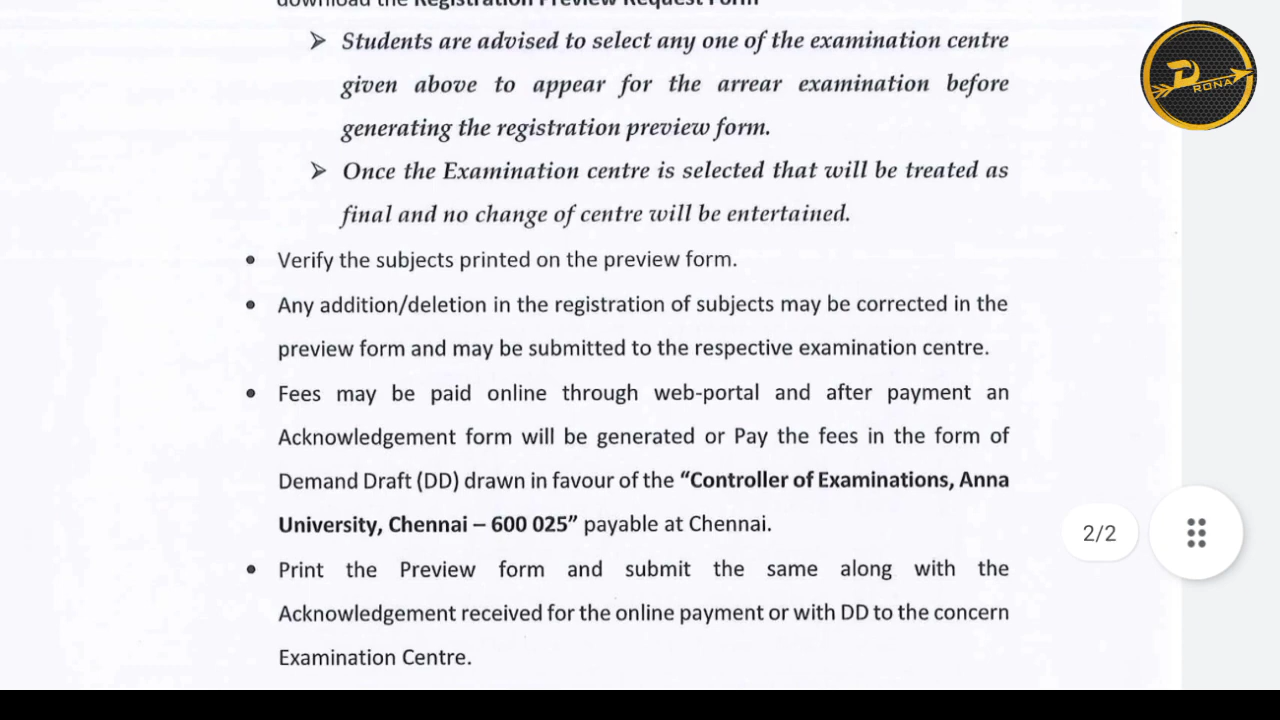 download the Registration Preview Request Form
➢ Students are advised to select any one of the examination centre
given above to appear for the arrear examination before
generating the registration preview form.
➢ Once the Examination centre is selected that will be treated as
final and no change of centre will be entertained.
• Verify the subjects printed on the preview form.
• Any addition/deletion in the registration of subjects may be corrected in the
preview form and may be submitted to the respective examination centre.
• Fees may be paid online through web-portal and after payment an
Acknowledgement form will be generated or Pay the fees in the form of
Demand Draft (DD) drawn in favour of the "Controller of Examinations, Anna
University, Chennai – 600 025" payable at Chennai.
• Print the Preview form and submit the same along with the
Acknowledgement received for the online payment or with DD to the concern
Examination Centre.
2/2
D
RONA